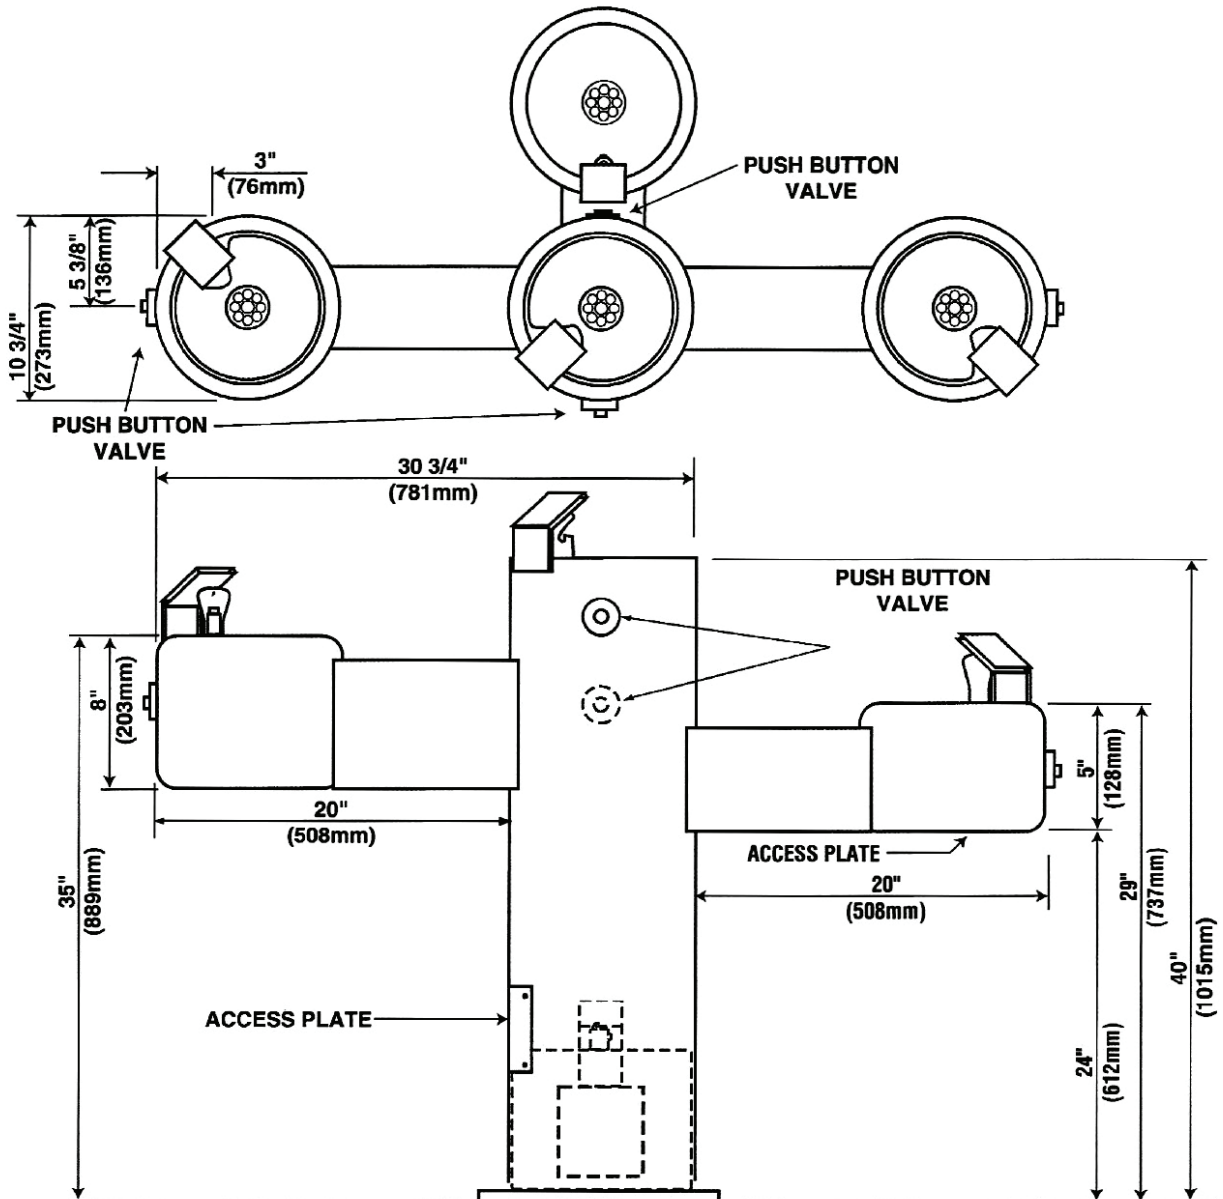 3"
(76mm)
PUSH BUTTON
VALVE
5 3/8"
(136mm)
10 3/4"
(273mm)
PUSH BUTTON
VALVE
30 3/4"
(781mm)
PUSH BUTTON
VALVE
8"
(203mm)
5"
(128mm)
20"
(508mm)
ACCESS PLATE
20"
(508mm)
35"
(889mm)
29"
(737mm)
40"
(1015mm)
ACCESS PLATE
24"
(612mm)